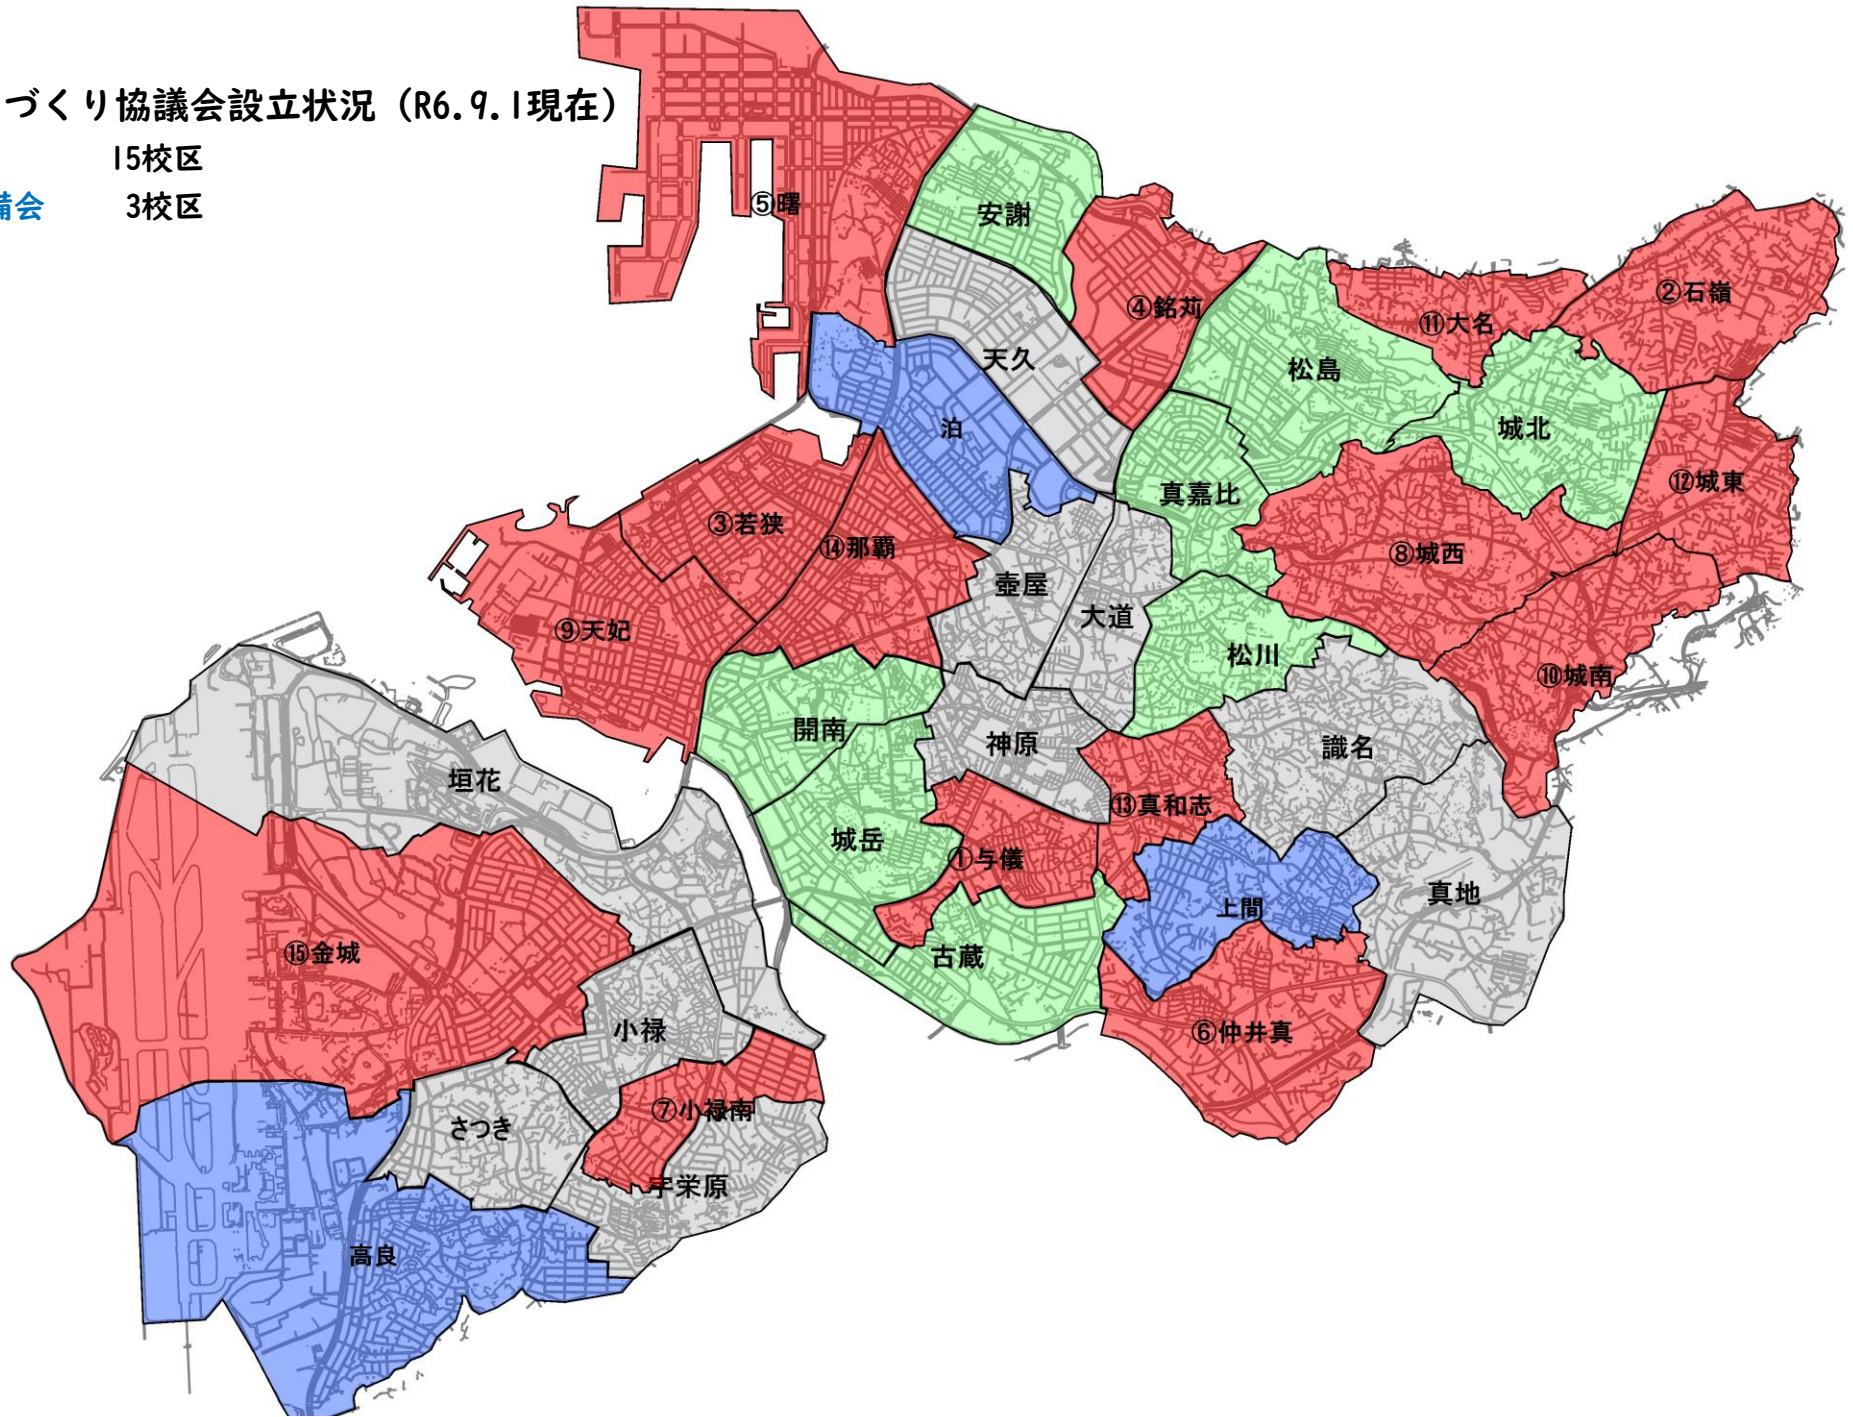 づくり協議会設立状況（R6.9.1現在）
15校区
備会 3校区
⑤曙
安謝
④銘苅
②石嶺
⑪大名
天久
松島
泊
城北
⑫城東
真嘉比
③若狭
⑭那覇
⑧城西
壺屋
大道
⑨天妃
松川
⑩城南
開南
神原
識名
垣花
⑬真和志
城岳
①与儀
真地
上間
⑮金城
古蔵
小禄
⑥仲井真
⑦小禄南
さつき
宇栄原
高良